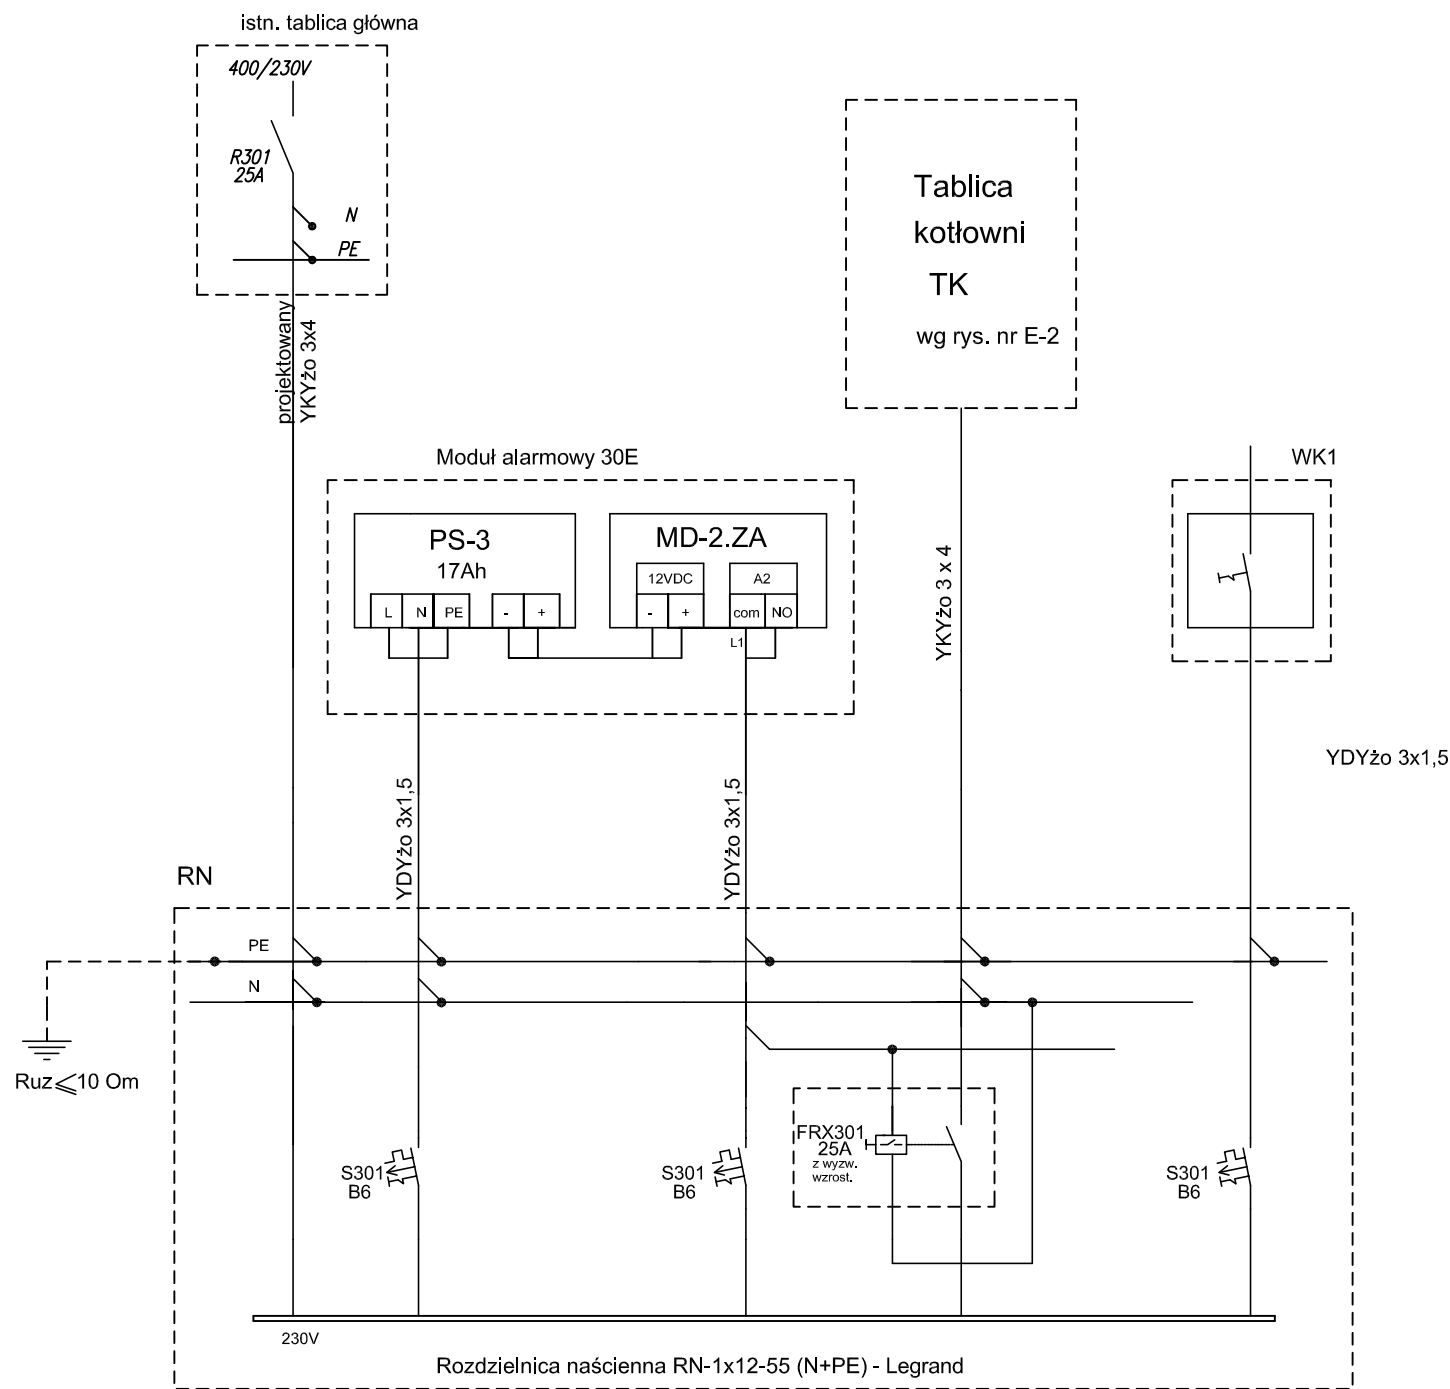 istn. tablica główna
400/230V
R301
25A
N
PE
projektowany
YKYżo 3x4
Tablica
kotłowni
TK
wg rys. nr E-2
Moduł alarmowy 30E
WK1
PS-3
17Ah
L N PE - +
MD-2.ZA
12VDC A2
- + com NO
L1
YKYżo 3 x 4
YDYżo 3x1,5
YDYżo 3x1,5
YDYżo 3x1,5
RN
PE
N
Ruz⩽10 Om
S301
B6
S301
B6
FRX301
25A
z wyzw.
wzrost.
S301
B6
230V
Rozdzielnica naścienna RN-1x12-55 (N+PE) - Legrand